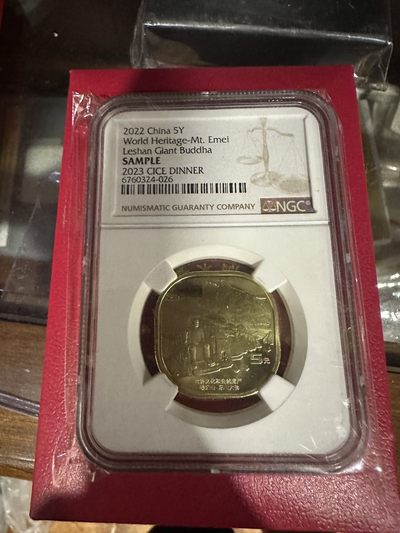 2022 China 5Y
World Heritage-Mt. Emei
Leshan Giant Buddha
SAMPLE
2023 CICE DINNER
6760324-026
NUMISMATIC GUARANTY COMPANY NGC
5元